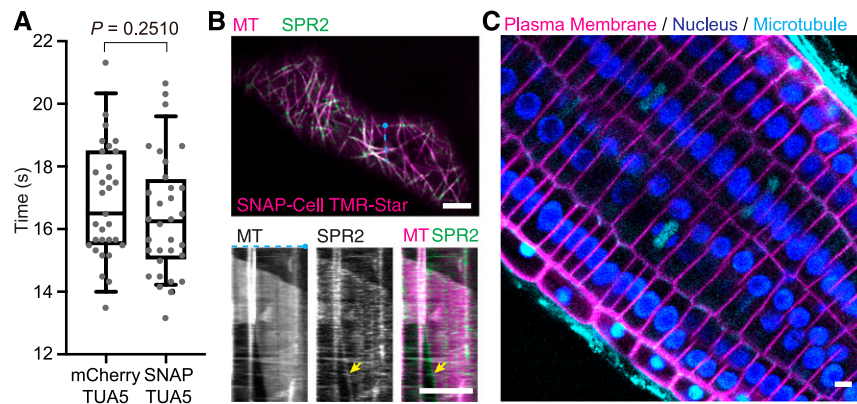 A
P = 0.2510
22
20
18
16
14
12
Time (s)
mCherry
TUA5
SNAP
TUA5
B
MT SPR2
SNAP-Cell TMR-Star
MT
SPR2
MT SPR2
C
Plasma Membrane / Nucleus / Microtubule